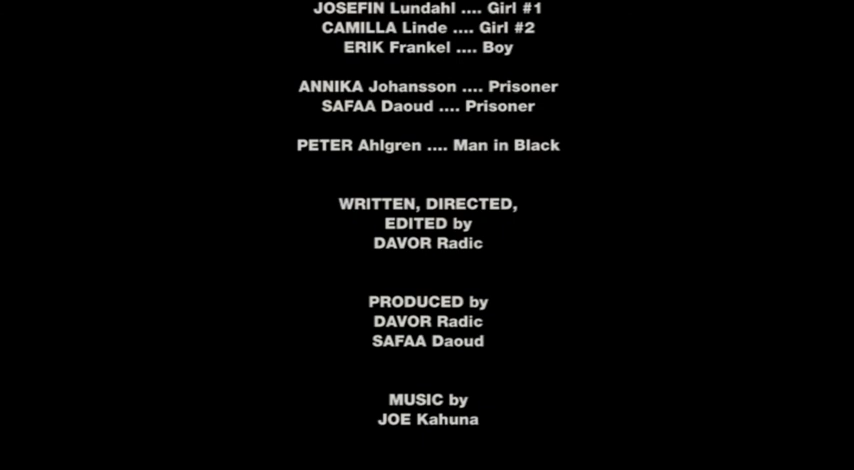 JOSEFIN Lundahl .... Girl #1
CAMILLA Linde .... Girl #2
ERIK Frankel .... Boy
ANNIKA Johansson .... Prisoner
SAFAA Daoud .... Prisoner
PETER Ahlgren .... Man in Black
WRITTEN, DIRECTED,
EDITED by
DAVOR Radic
PRODUCED by
DAVOR Radic
SAFAA Daoud
MUSIC by
JOE Kahuna